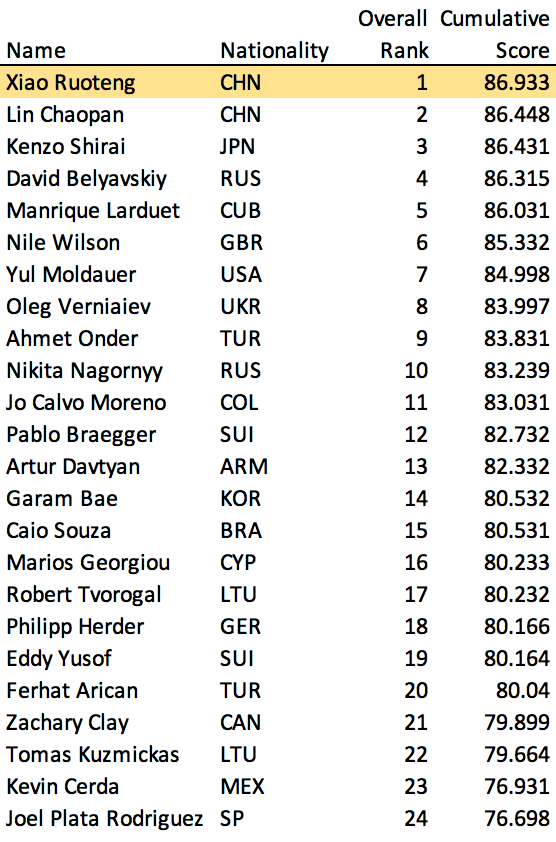 Overall Cumulative
Name Nationality Rank Score
Xiao Ruoteng CHN 1 86.933
Lin Chaopan CHN 2 86.448
Kenzo Shirai JPN 3 86.431
David Belyavskiy RUS 4 86.315
Manrique Larduet CUB 5 86.031
Nile Wilson GBR 6 85.332
Yul Moldauer USA 7 84.998
Oleg Verniaiev UKR 8 83.997
Ahmet Onder TUR 9 83.831
Nikita Nagornyy RUS 10 83.239
Jo Calvo Moreno COL 11 83.031
Pablo Braegger SUI 12 82.732
Artur Davtyan ARM 13 82.332
Garam Bae KOR 14 80.532
Caio Souza BRA 15 80.531
Marios Georgiou CYP 16 80.233
Robert Tvorogal LTU 17 80.232
Philipp Herder GER 18 80.166
Eddy Yusof SUI 19 80.164
Ferhat Arican TUR 20 80.04
Zachary Clay CAN 21 79.899
Tomas Kuzmickas LTU 22 79.664
Kevin Cerda MEX 23 76.931
Joel Plata Rodriguez SP 24 76.698